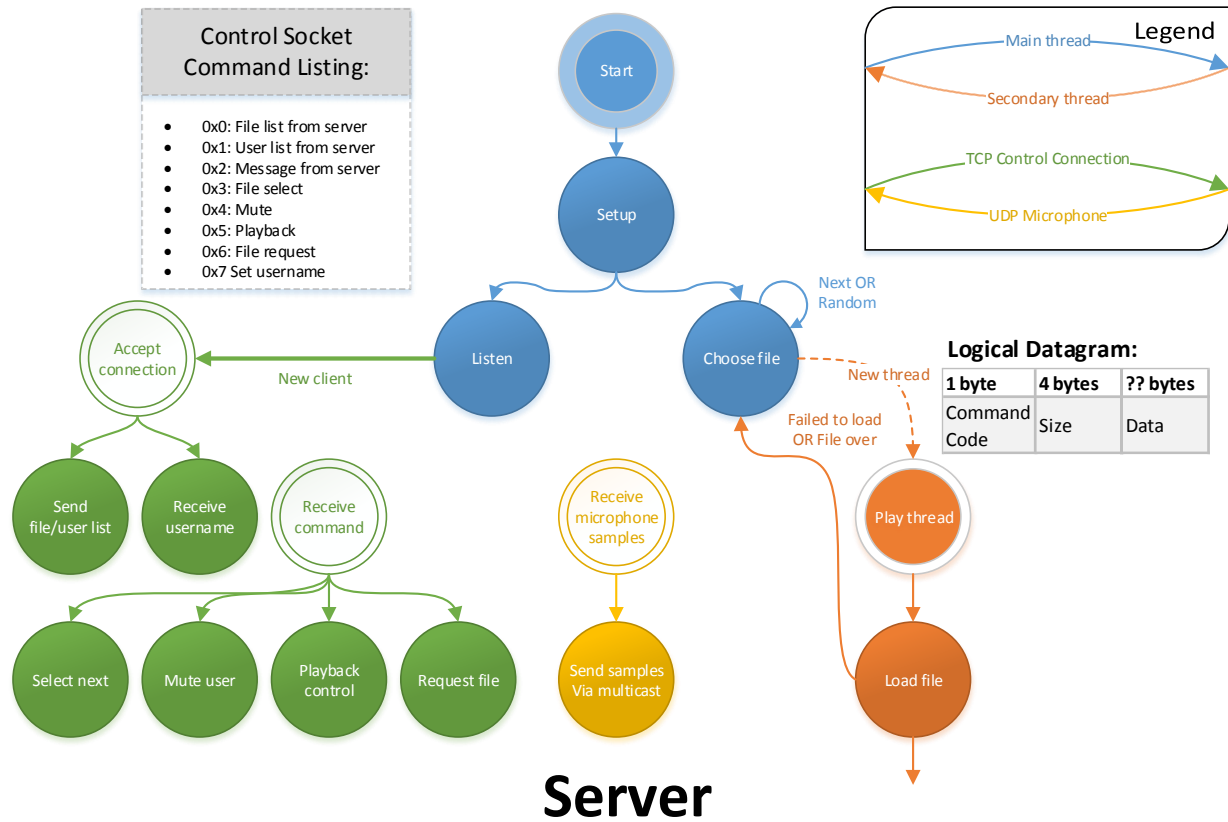 Control Socket
Command Listing:
0x0: File list from server
0x1: User list from server
0x2: Message from server
0x3: File select
0x4: Mute
0x5: Playback
0x6: File request
0x7 Set username
Start
Legend
Main thread
Secondary thread
TCP Control Connection
UDP Microphone
Setup
Next OR
Random
Accept
connection
New client
Listen
Choose file
New thread
Failed to load
OR File over
Logical Datagram:
1 byte 4 bytes ?? bytes
Command
Code
Size
Data
Send
file/user list
Receive
username
Receive
command
Receive
microphone
samples
Play thread
Select next
Mute user
Playback
control
Request file
Send samples
Via multicast
Load file
Server